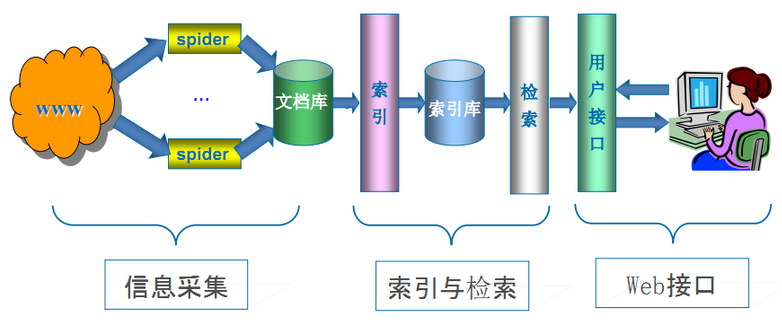 spider
www
...
文档库
spider
索引
索引库
检索
用户接口
信息采集
索引与检索
Web接口